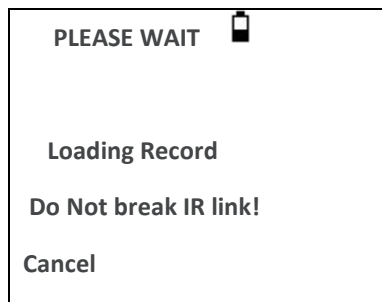 PLEASE WAIT
Loading Record
Do Not break IR link!
Cancel